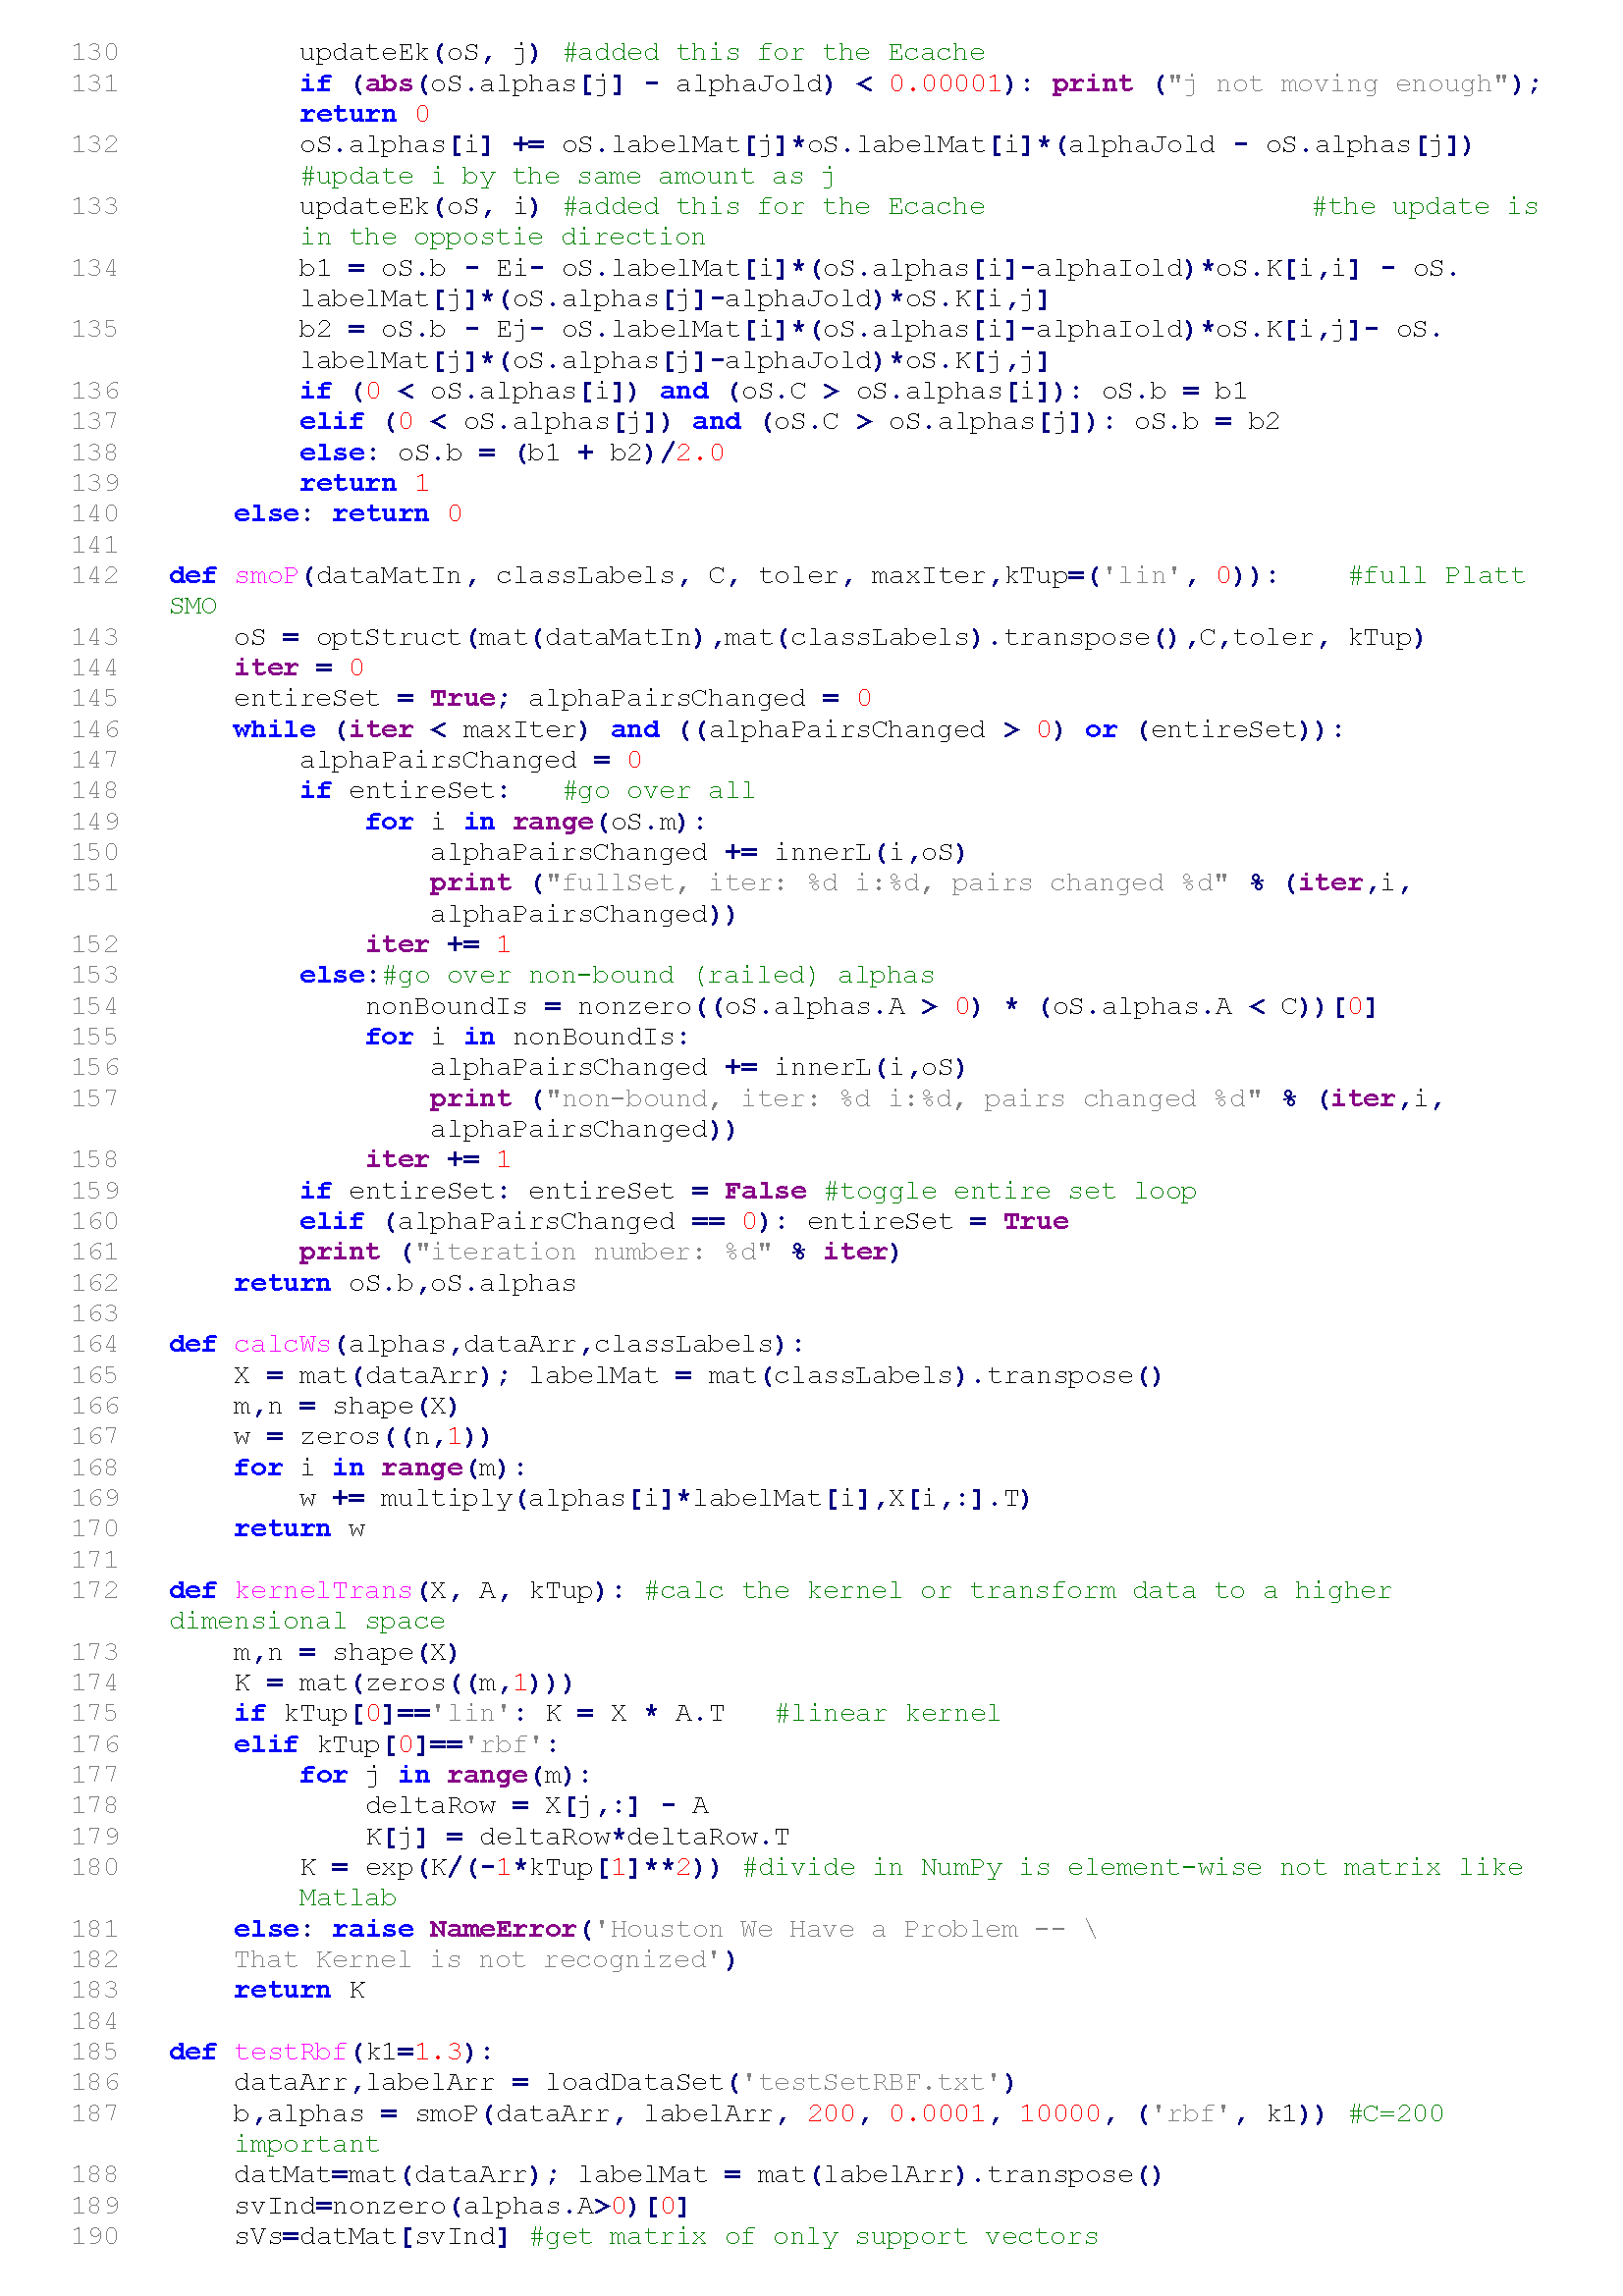 130 updateEk(oS, j) #added this for the Ecache
131 if (abs(oS.alphas[j] - alphaJold) < 0.00001): print ("j not moving enough");
return 0
132 oS.alphas[i] += oS.labelMat[j]*oS.labelMat[i]*(alphaJold - oS.alphas[j])
#update i by the same amount as j
133 updateEk(oS, i) #added this for the Ecache #the update is
in the oppostie direction
134 b1 = oS.b - Ei- oS.labelMat[i]*(oS.alphas[i]-alphaIold)*oS.K[i,i] - oS.
labelMat[j]*(oS.alphas[j]-alphaJold)*oS.K[i,j]
135 b2 = oS.b - Ej- oS.labelMat[i]*(oS.alphas[i]-alphaIold)*oS.K[i,j]- oS.
labelMat[j]*(oS.alphas[j]-alphaJold)*oS.K[j,j]
136 if (0 < oS.alphas[i]) and (oS.C > oS.alphas[i]): oS.b = b1
137 elif (0 < oS.alphas[j]) and (oS.C > oS.alphas[j]): oS.b = b2
138 else: oS.b = (b1 + b2)/2.0
139 return 1
140 else: return 0
141
142 def smoP(dataMatIn, classLabels, C, toler, maxIter,kTup=('lin', 0)): #full Platt
SMO
143 oS = optStruct(mat(dataMatIn),mat(classLabels).transpose(),C,toler, kTup)
144 iter = 0
145 entireSet = True; alphaPairsChanged = 0
146 while (iter < maxIter) and ((alphaPairsChanged > 0) or (entireSet)):
147 alphaPairsChanged = 0
148 if entireSet: #go over all
149 for i in range(oS.m):
150 alphaPairsChanged += innerL(i,oS)
151 print ("fullSet, iter: %d i:%d, pairs changed %d" % (iter,i,
alphaPairsChanged))
152 iter += 1
153 else:#go over non-bound (railed) alphas
154 nonBoundIs = nonzero((oS.alphas.A > 0) * (oS.alphas.A < C))[0]
155 for i in nonBoundIs:
156 alphaPairsChanged += innerL(i,oS)
157 print ("non-bound, iter: %d i:%d, pairs changed %d" % (iter,i,
alphaPairsChanged))
158 iter += 1
159 if entireSet: entireSet = False #toggle entire set loop
160 elif (alphaPairsChanged == 0): entireSet = True
161 print ("iteration number: %d" % iter)
162 return oS.b,oS.alphas
163
164 def calcWs(alphas,dataArr,classLabels):
165 X = mat(dataArr); labelMat = mat(classLabels).transpose()
166 m,n = shape(X)
167 w = zeros((n,1))
168 for i in range(m):
169 w += multiply(alphas[i]*labelMat[i],X[i,:].T)
170 return w
171
172 def kernelTrans(X, A, kTup): #calc the kernel or transform data to a higher
dimensional space
173 m,n = shape(X)
174 K = mat(zeros((m,1)))
175 if kTup[0]=='lin': K = X * A.T #linear kernel
176 elif kTup[0]=='rbf':
177 for j in range(m):
178 deltaRow = X[j,:] - A
179 K[j] = deltaRow*deltaRow.T
180 K = exp(K/(-1*kTup[1]**2)) #divide in NumPy is element-wise not matrix like
Matlab
181 else: raise NameError('Houston We Have a Problem -- \
182 That Kernel is not recognized')
183 return K
184
185 def testRbf(k1=1.3):
186 dataArr,labelArr = loadDataSet('testSetRBF.txt')
187 b,alphas = smoP(dataArr, labelArr, 200, 0.0001, 10000, ('rbf', k1)) #C=200
important
188 datMat=mat(dataArr); labelMat = mat(labelArr).transpose()
189 svInd=nonzero(alphas.A>0)[0]
190 sVs=datMat[svInd] #get matrix of only support vectors